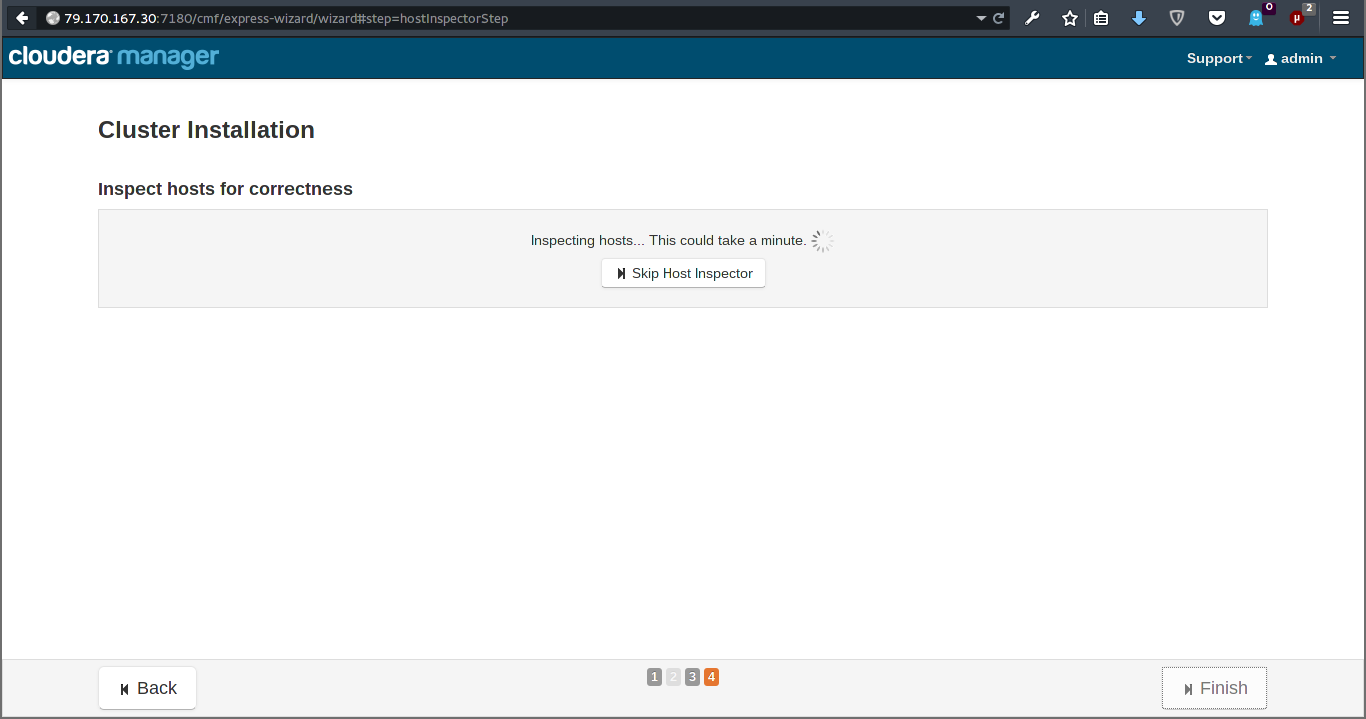 79.170.167.30:7180/cmf/express-wizard/wizard#step=hostInspectorStep
0
µ 2
cloudera manager
Support admin
Cluster Installation
Inspect hosts for correctness
Inspecting hosts... This could take a minute.
Skip Host Inspector
Back
1 2 3 4
Finish